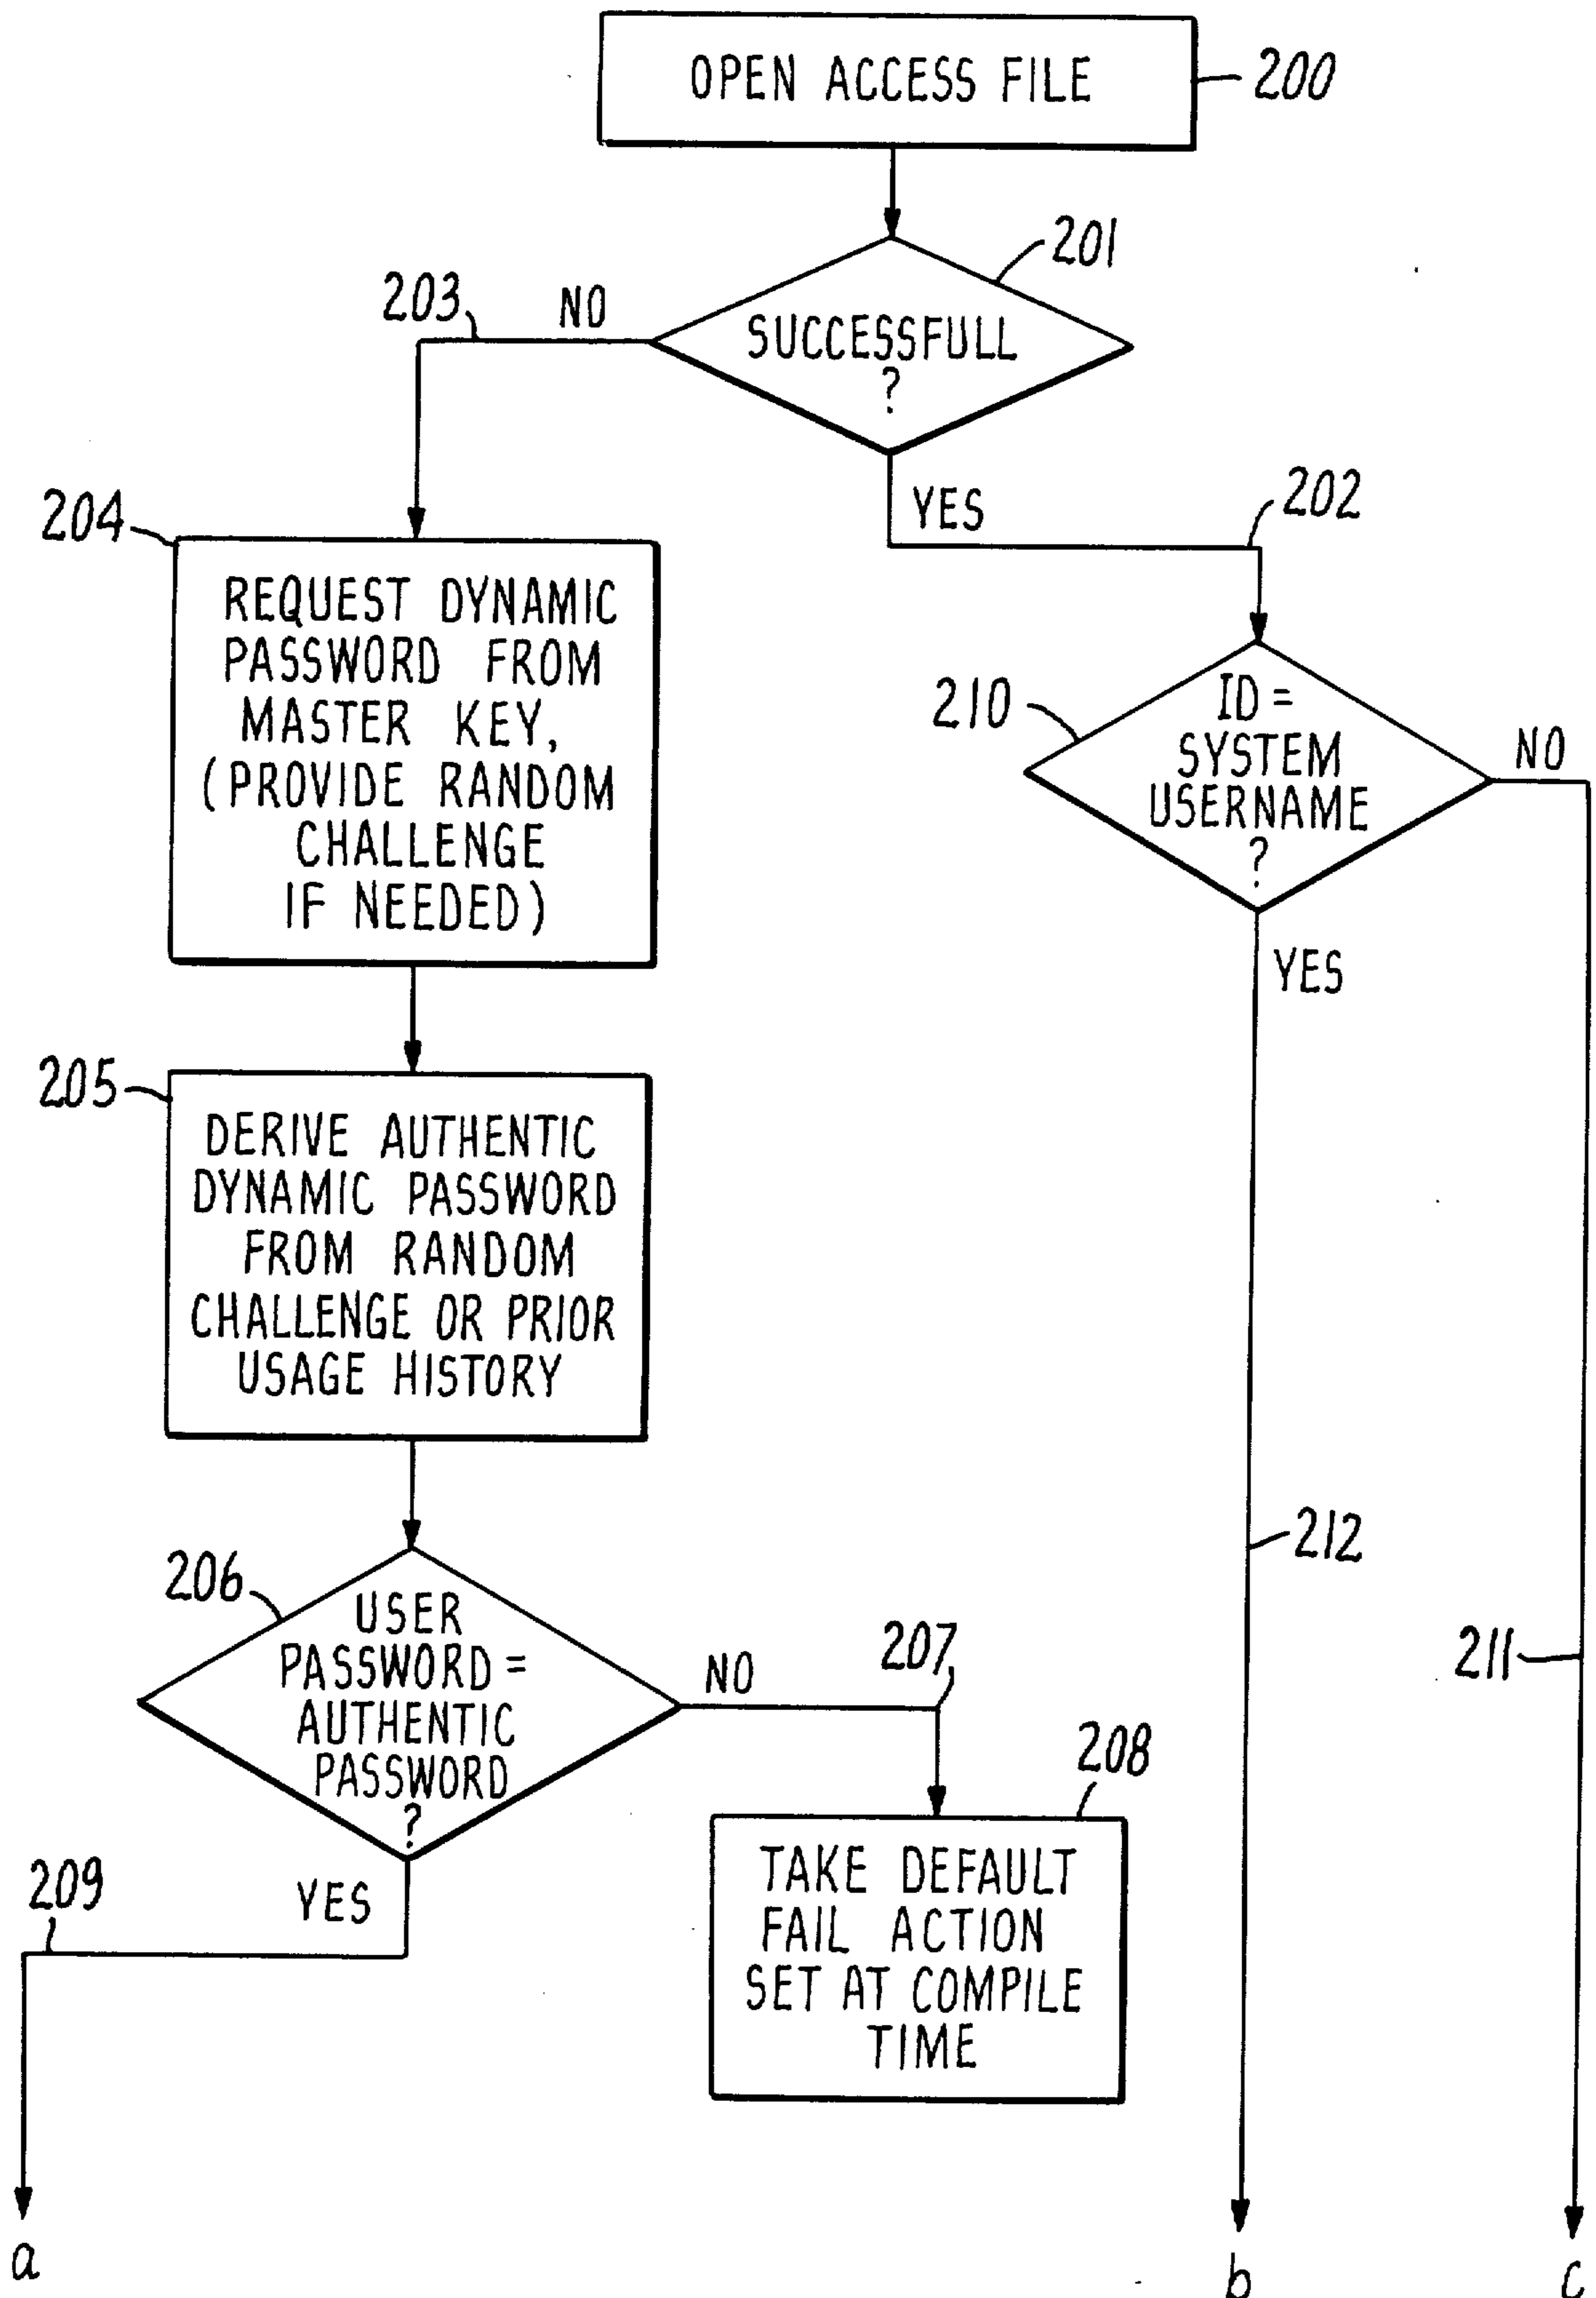 OPEN ACCESS FILE
200
201
203
NO
SUCCESSFULL
?
YES
202
204
REQUEST DYNAMIC
PASSWORD FROM
MASTER KEY,
(PROVIDE RANDOM
CHALLENGE
IF NEEDED)
210
ID =
SYSTEM
USERNAME
?
NO
YES
205
DERIVE AUTHENTIC
DYNAMIC PASSWORD
FROM RANDOM
CHALLENGE OR PRIOR
USAGE HISTORY
212
206
USER
PASSWORD =
AUTHENTIC
PASSWORD
?
NO
207
211
208
TAKE DEFAULT
FAIL ACTION
SET AT COMPILE
TIME
209
YES
a
b
c